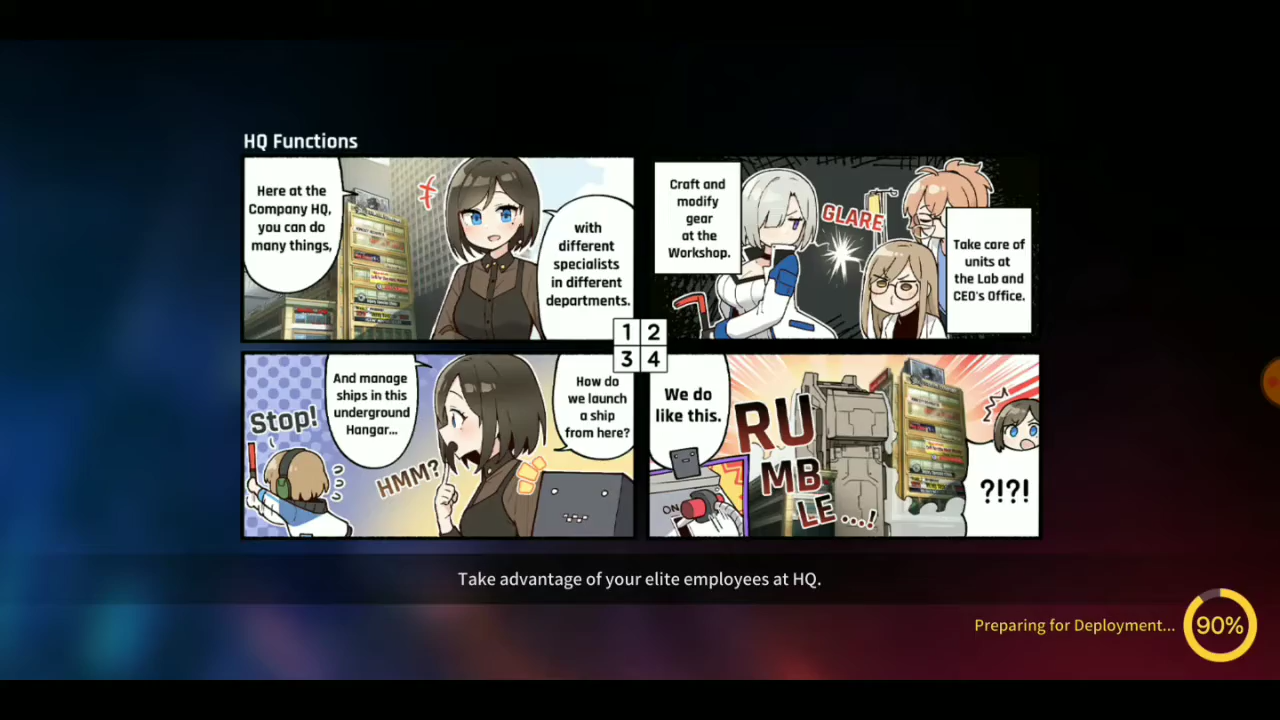 HQ Functions
Here at the
Company HQ,
you can do
many things,
with
different
specialists
in different
departments.
Craft and
modify
gear
at the
Workshop.
GLARE
Take care of
units at
the Lab and
CEO's Office.
1 2
3 4
Stop!
And manage
ships in this
underground
Hangar...
HMM?
How do
we launch
a ship
from here?
We do
like this.
ON
RU
MB
LE...!
?!?!
Take advantage of your elite employees at HQ.
Preparing for Deployment...
90%